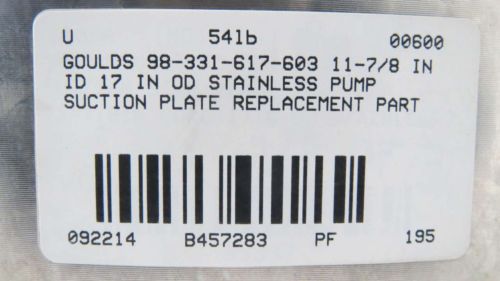 U 54lb 00600
GOULDS 98-331-617-603 11-7/8 IN
ID 17 IN OD STAINLESS PUMP
SUCTION PLATE REPLACEMENT PART
092214 B457283 PF 195